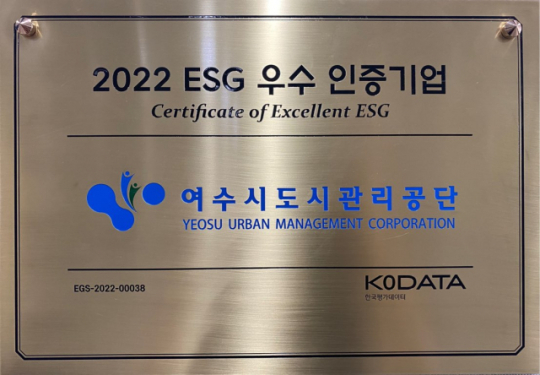 2022 ESG 우수 인증기업
Certificate of Excellent ESG
여수시도시관리공단
YEOSU URBAN MANAGEMENT CORPORATION
EGS-2022-00038
KODATA
한국평가데이터